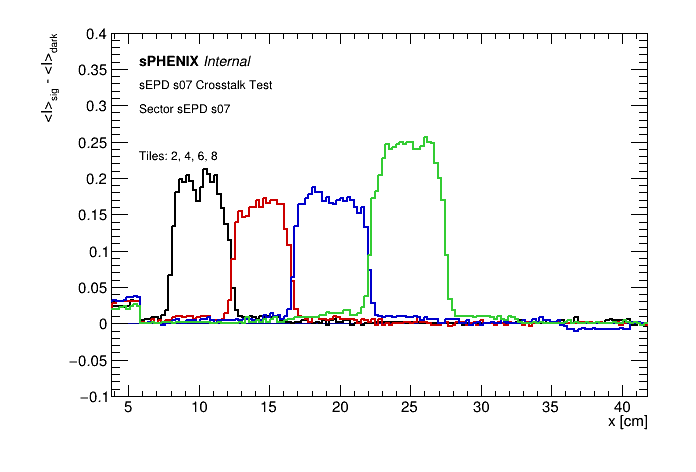 <I>sig - <I>dark
0.4
0.35
0.3
0.25
0.2
0.15
0.1
0.05
0
−0.05
−0.1
sPHENIX Internal
sEPD s07 Crosstalk Test
Sector sEPD s07
Tiles: 2, 4, 6, 8
5 10 15 20 25 30 35 40
x [cm]